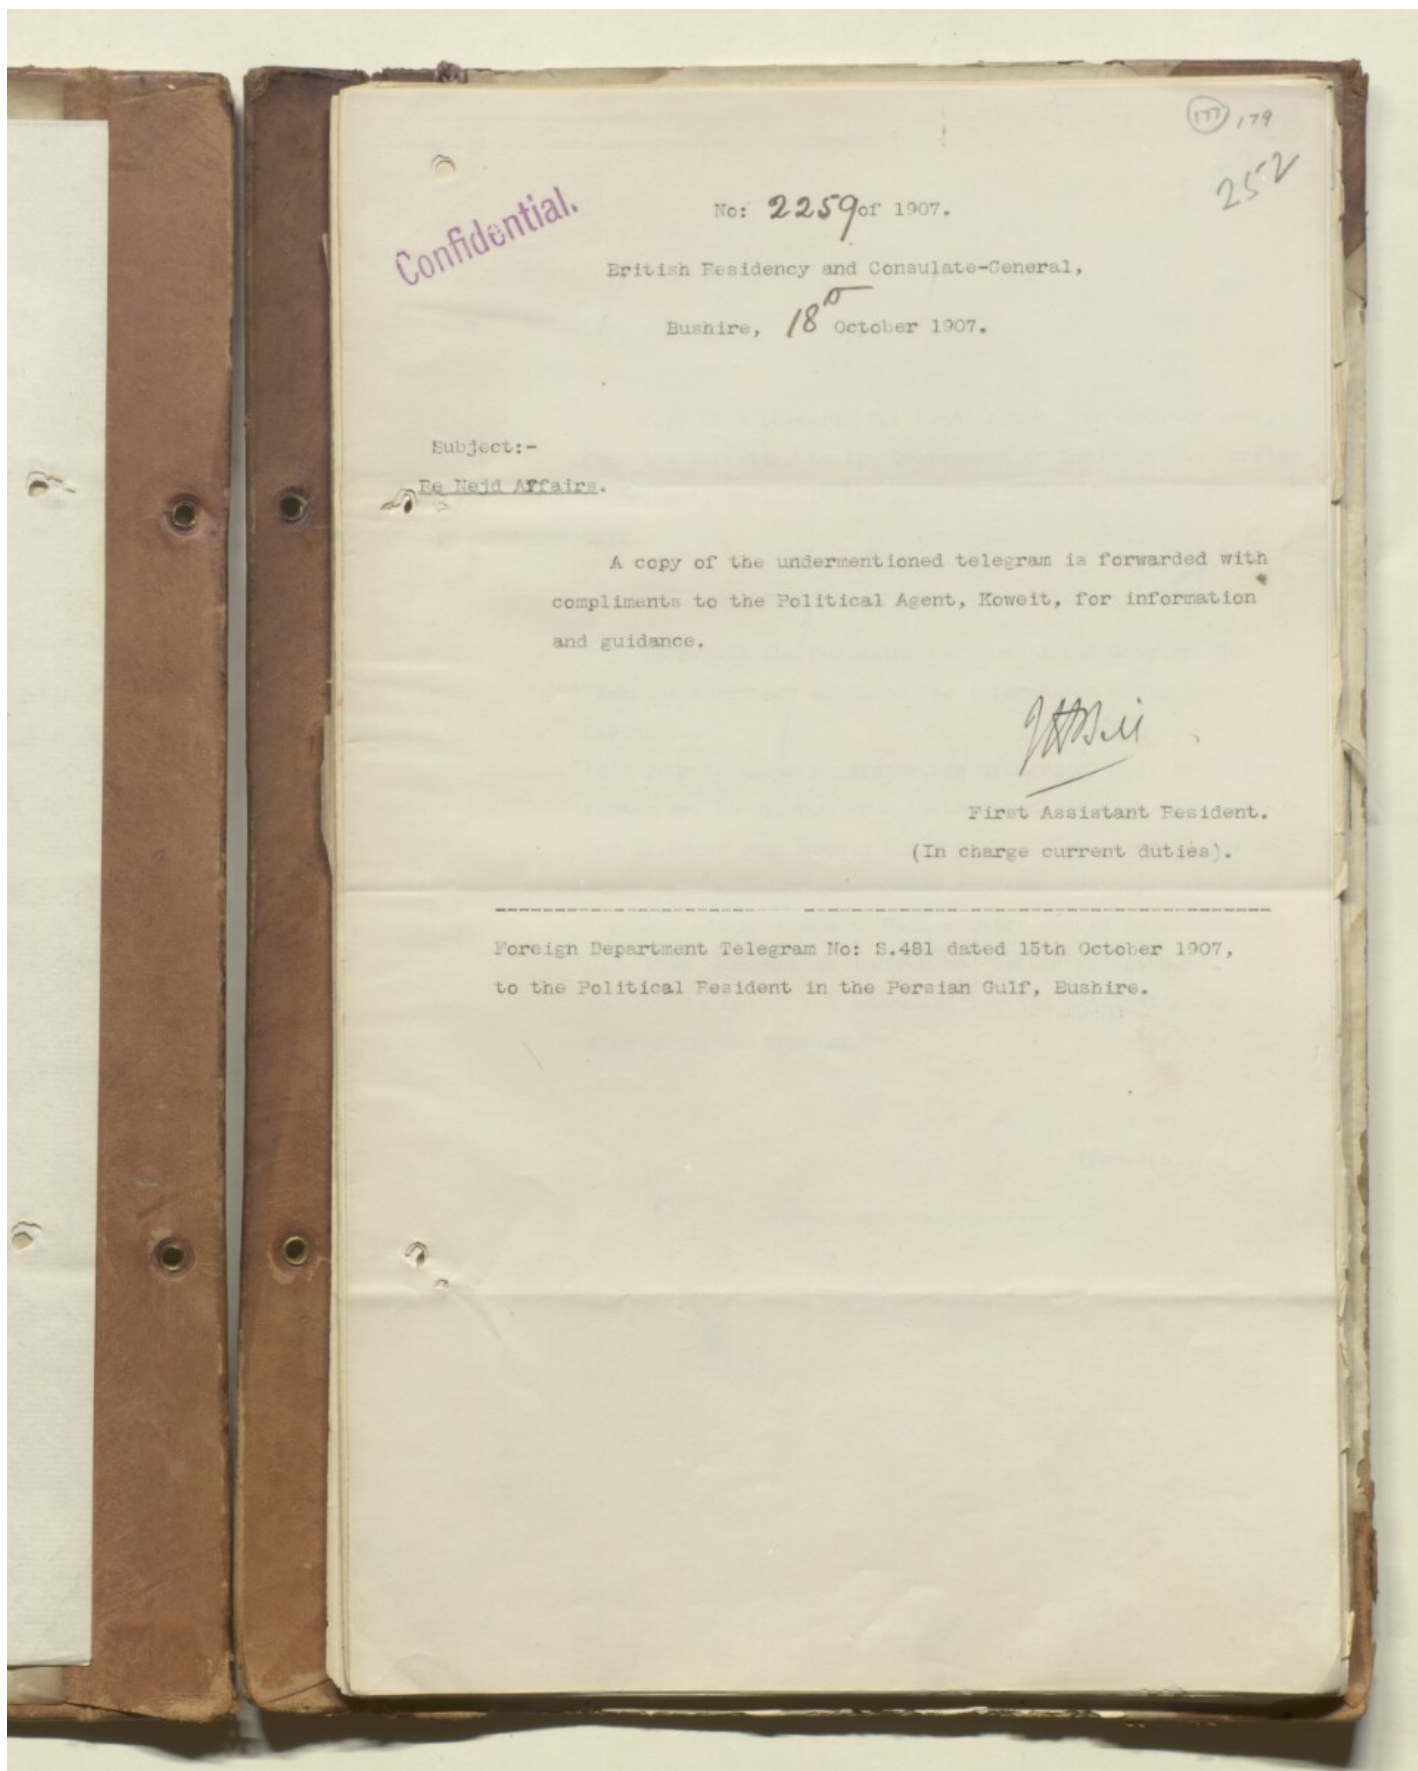 177 179
252
Confidential.
No: 2259 of 1907.
British Residency and Consulate-General,
Bushire, 18 October 1907.
Subject:-
Re Nejd Affairs.
A copy of the undermentioned telegram is forwarded with
compliments to the Political Agent, Koweit, for information
and guidance.
First Assistant Resident.
(In charge current duties).
Foreign Department Telegram No: S.481 dated 15th October 1907,
to the Political Resident in the Persian Gulf, Bushire.